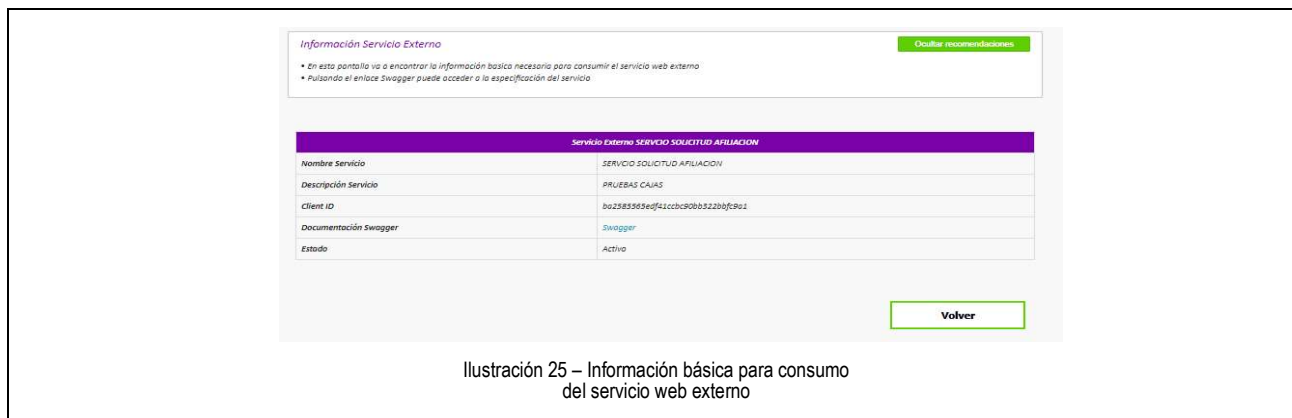 Información Servicio Externo
Ocultar recomendaciones
• En esta pantalla va a encontrar la información basica necesaria para consumir el servicio web externo
• Pulsando el enlace Swagger puede acceder a la especificación del servicio
Servicio Externo SERVCIO SOLICITUD AFILIACION
Nombre Servicio SERVCIO SOLICITUD AFILIACION
Descripción Servicio PRUEBAS CAJAS
Client ID
Documentación Swagger Swagger
Estado Activo
Volver
Ilustración 25 – Información básica para consumo
del servicio web externo